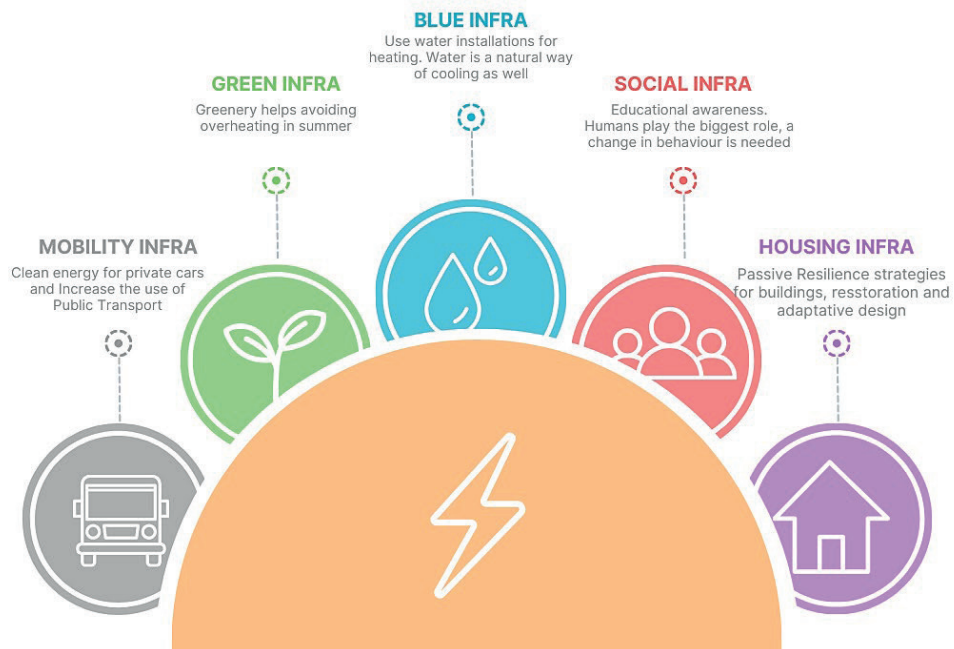 BLUE INFRA
Use water installations for
heating. Water is a natural way
of cooling as well
GREEN INFRA
Greenery helps avoiding
overheating in summer
SOCIAL INFRA
Educational awareness.
Humans play the biggest role, a
change in behaviour is needed
MOBILITY INFRA
Clean energy for private cars
and Increase the use of
Public Transport
HOUSING INFRA
Passive Resilience strategies
for buildings, resstoration and
adaptative design